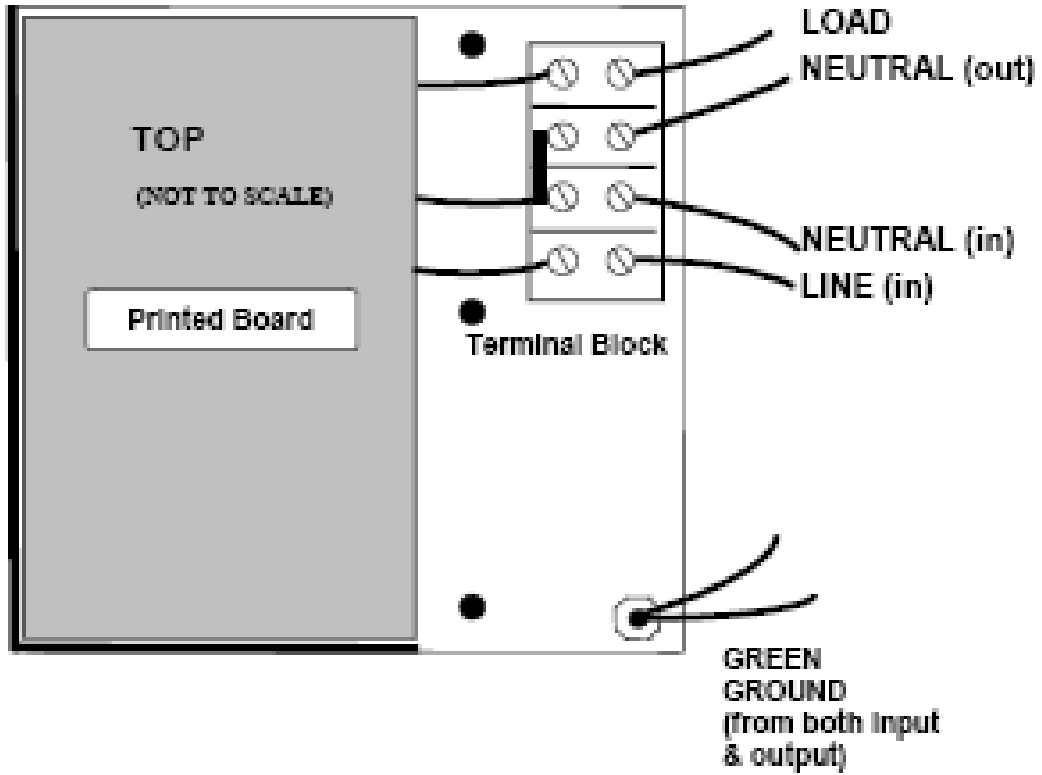 LOAD
NEUTRAL (out)
TOP
(NOT TO SCALE)
NEUTRAL (in)
LINE (in)
Printed Board
Terminal Block
GREEN
GROUND
(from both input
& output)